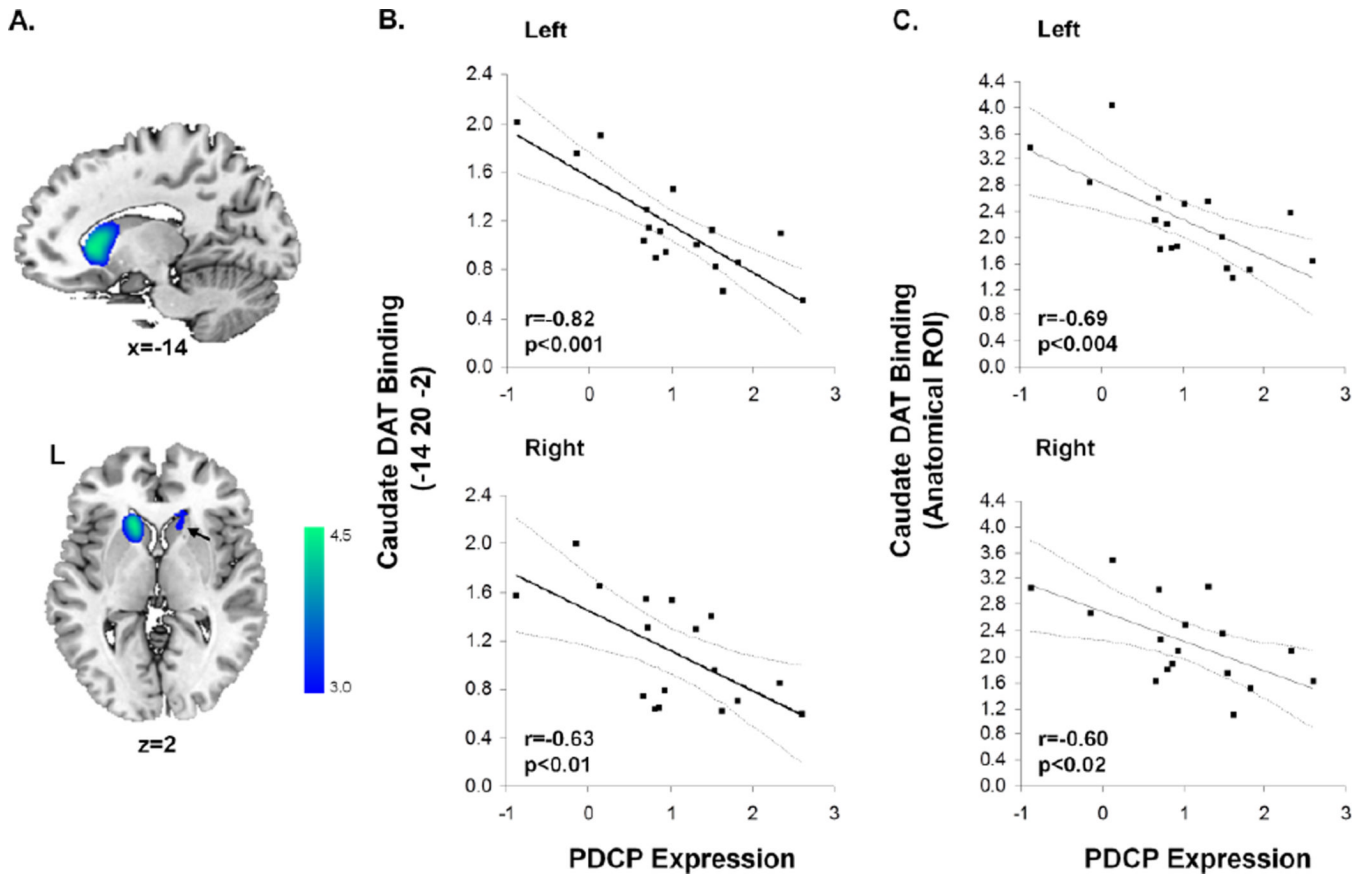 A.
x=-14
L
4.5
3.0
z=2
B.
Left
2.4
2.0
1.6
1.2
0.8
0.4
0.0
r=-0.82
p<0.001
-1 0 1 2 3
Caudate DAT Binding
(-14 20 -2)
Right
2.4
2.0
1.6
1.2
0.8
0.4
0.0
r=-0.63
p<0.01
-1 0 1 2 3
PDCP Expression
C.
Left
4.4
4.0
3.6
3.2
2.8
2.4
2.0
1.6
1.2
0.8
0.4
0.0
r=-0.69
p<0.004
-1 0 1 2 3
Caudate DAT Binding
(Anatomical ROI)
Right
4.4
4.0
3.6
3.2
2.8
2.4
2.0
1.6
1.2
0.8
0.4
0.0
r=-0.60
p<0.02
-1 0 1 2 3
PDCP Expression